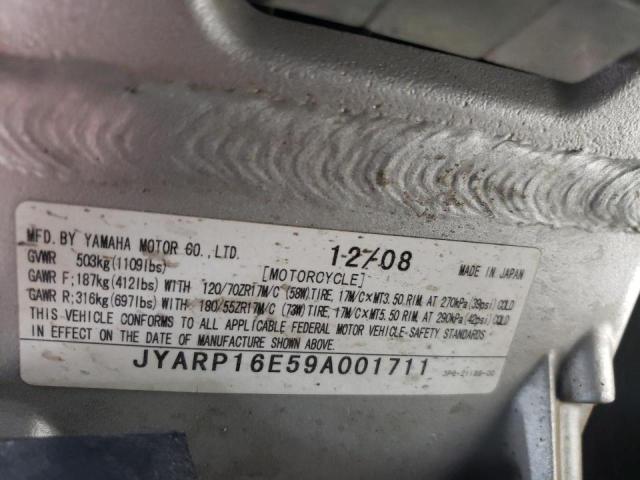 MFD. BY YAMAHA MOTOR CO., LTD. 12/08 MADE IN JAPAN
GVWR 503kg(1109lbs) [MOTORCYCLE]
GAWR F;187kg(412lbs) WITH 120/70ZR17M/C (58W)TIRE, 17M/C×MT3.50 RIM, AT 270kPa(39psi)COLD
GAWR R;316kg(697lbs) WITH 180/55ZR17M/C (73W)TIRE, 17M/C×MT5.50 RIM, AT 290kPa(42psi)COLD
THIS VEHICLE CONFORMS TO ALL APPLICABLE FEDERAL MOTOR VEHICLE-SAFETY STANDARDS
IN EFFECT ON THE DATE OF MANUFACTURE SHOWN ABOVE.
JYARP16E59A001711